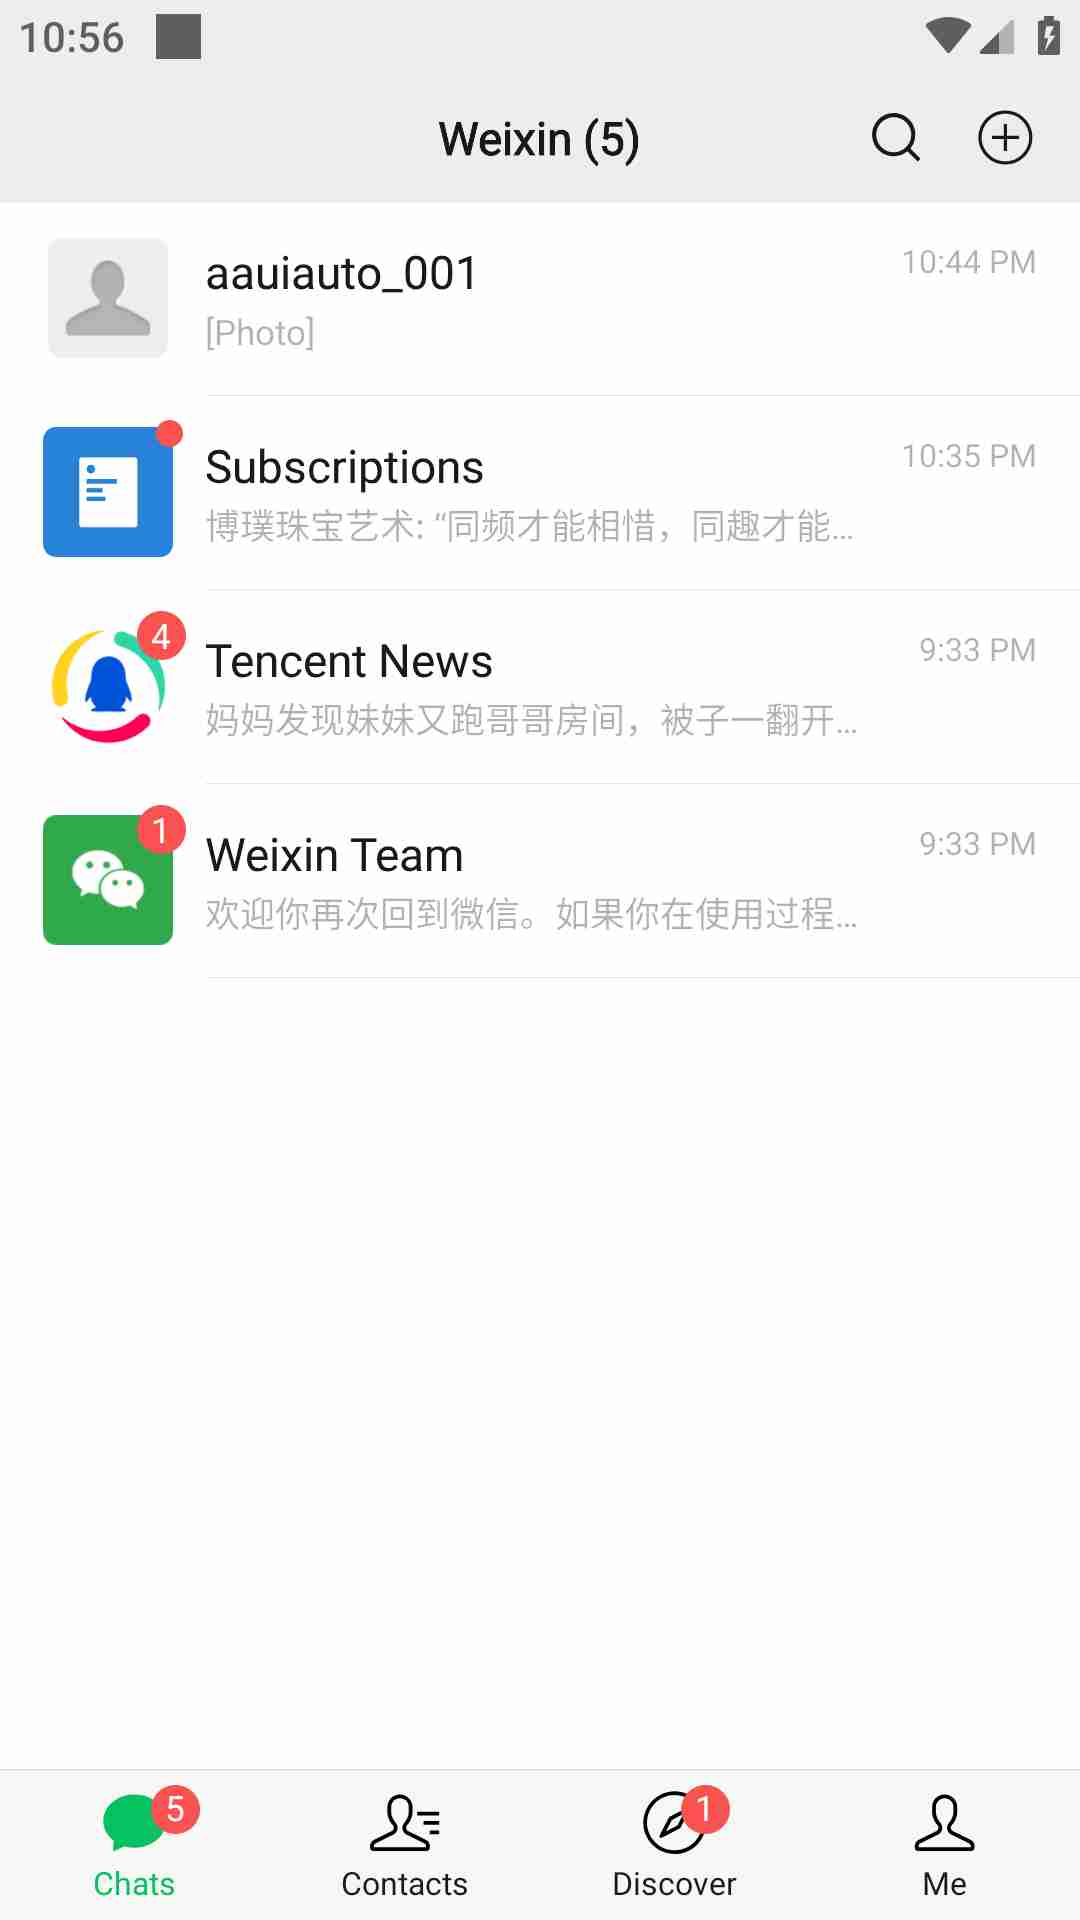 10:56
Weixin (5)
aauiauto_001
10:44 PM
[Photo]
Subscriptions
10:35 PM
博璞珠宝艺术: “同频才能相惜，同趣才能...
4
Tencent News
9:33 PM
妈妈发现妹妹又跑哥哥房间，被子一翻开...
1
Weixin Team
9:33 PM
欢迎你再次回到微信。如果你在使用过程...
5
1
Chats
Contacts
Discover
Me